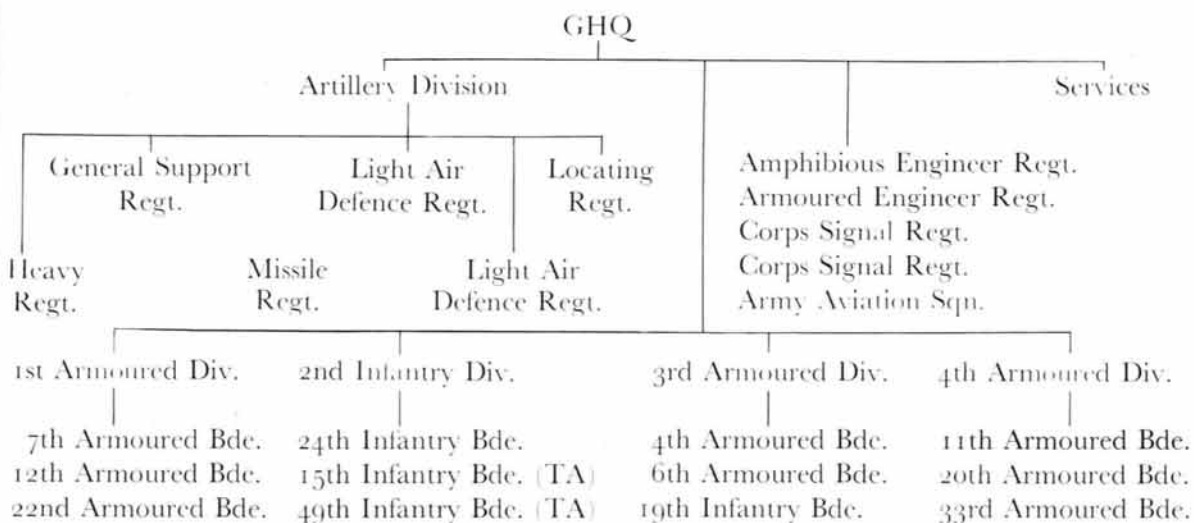 GHQ
Artillery Division
Services
General Support
Regt.
Light Air
Defence Regt.
Locating
Regt.
Amphibious Engineer Regt.
Armoured Engineer Regt.
Corps Signal Regt.
Corps Signal Regt.
Army Aviation Sqn.
Heavy
Regt.
Missile
Regt.
Light Air
Defence Regt.
1st Armoured Div.
2nd Infantry Div.
3rd Armoured Div.
4th Armoured Div.
7th Armoured Bde.
12th Armoured Bde.
22nd Armoured Bde.
24th Infantry Bde.
15th Infantry Bde. (TA)
49th Infantry Bde. (TA)
4th Armoured Bde.
6th Armoured Bde.
19th Infantry Bde.
11th Armoured Bde.
20th Armoured Bde.
33rd Armoured Bde.